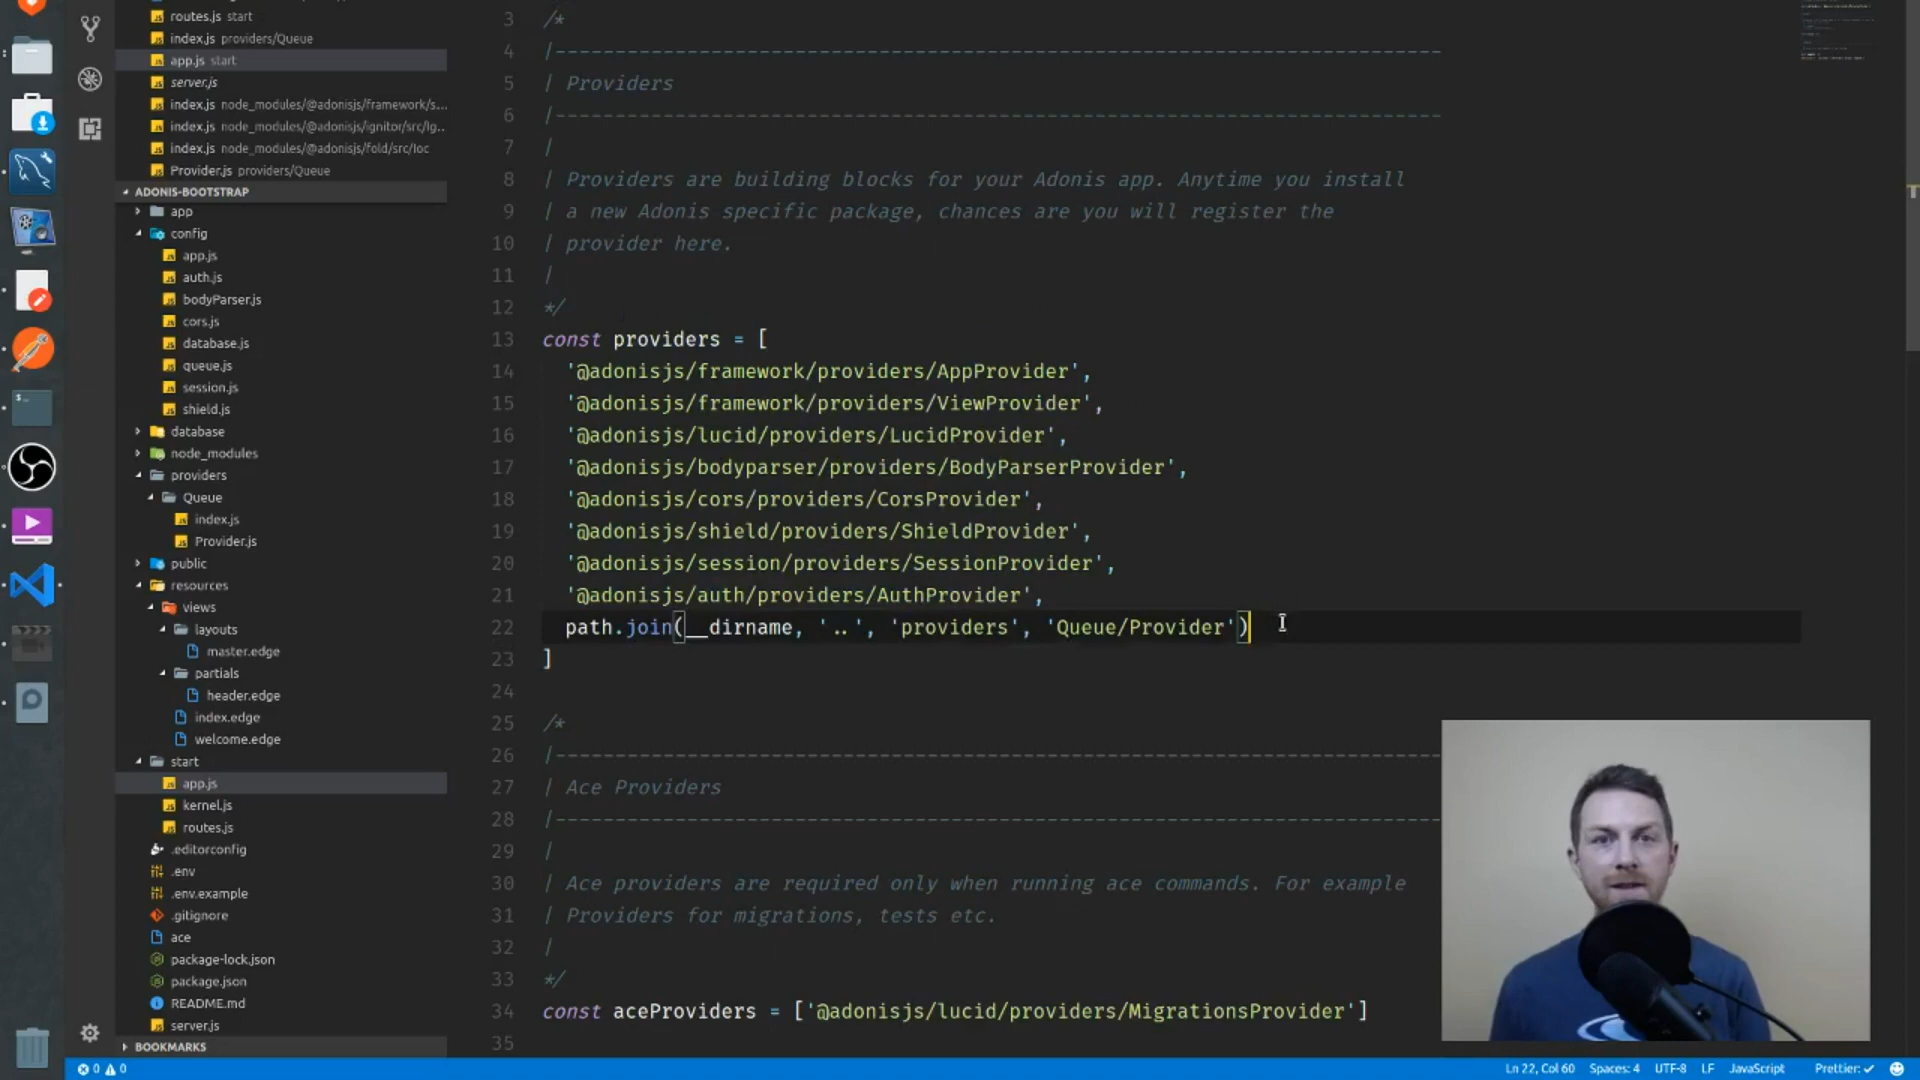 routes.js start
index.js providers/Queue
app.js start
server.js
index.js node_modules/@adonisjs/framework/s...
index.js node_modules/@adonisjs/ignitor/src/Ig...
index.js node_modules/@adonisjs/fold/src/Ioc
Provider.js providers/Queue
ADONIS-BOOTSTRAP
app
config
app.js
auth.js
bodyParser.js
cors.js
database.js
queue.js
session.js
shield.js
database
node_modules
providers
Queue
index.js
Provider.js
public
resources
views
layouts
master.edge
partials
header.edge
index.edge
welcome.edge
start
app.js
kernel.js
routes.js
.editorconfig
.env
.env.example
.gitignore
ace
package-lock.json
package.json
README.md
server.js
BOOKMARKS
3 /*
4 |--------------------------------------------------------------------------
5 | Providers
6 |--------------------------------------------------------------------------
7 |
8 | Providers are building blocks for your Adonis app. Anytime you install
9 | a new Adonis specific package, chances are you will register the
10 | provider here.
11 |
12 */
13 const providers = [
14 '@adonisjs/framework/providers/AppProvider',
15 '@adonisjs/framework/providers/ViewProvider',
16 '@adonisjs/lucid/providers/LucidProvider',
17 '@adonisjs/bodyparser/providers/BodyParserProvider',
18 '@adonisjs/cors/providers/CorsProvider',
19 '@adonisjs/shield/providers/ShieldProvider',
20 '@adonisjs/session/providers/SessionProvider',
21 '@adonisjs/auth/providers/AuthProvider',
22 path.join(__dirname, '..', 'providers', 'Queue/Provider')
23 ]
24
25 /*
26 |--------------------------------------------------------------------------
27 | Ace Providers
28 |--------------------------------------------------------------------------
29 |
30 | Ace providers are required only when running ace commands. For example
31 | Providers for migrations, tests etc.
32 |
33 */
34 const aceProviders = ['@adonisjs/lucid/providers/MigrationsProvider']
35
0 0 Ln 22, Col 60 Spaces: 4 UTF-8 LF JavaScript Prettier: ✓